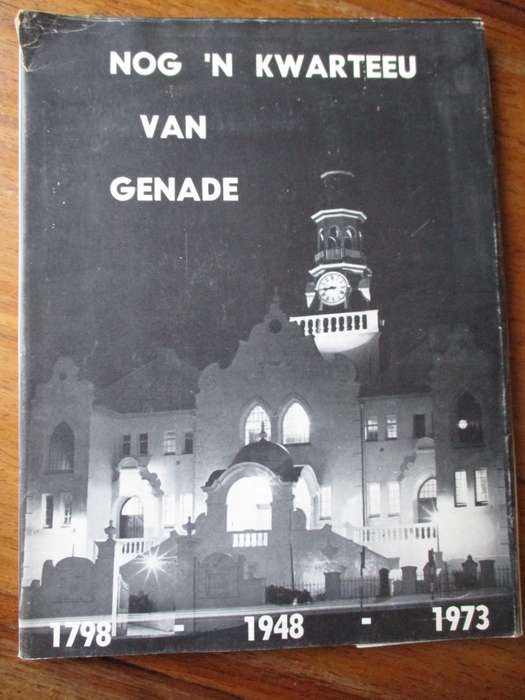 NOG 'N KWARTEEU
VAN
GENADE
1798 - 1948 - 1973